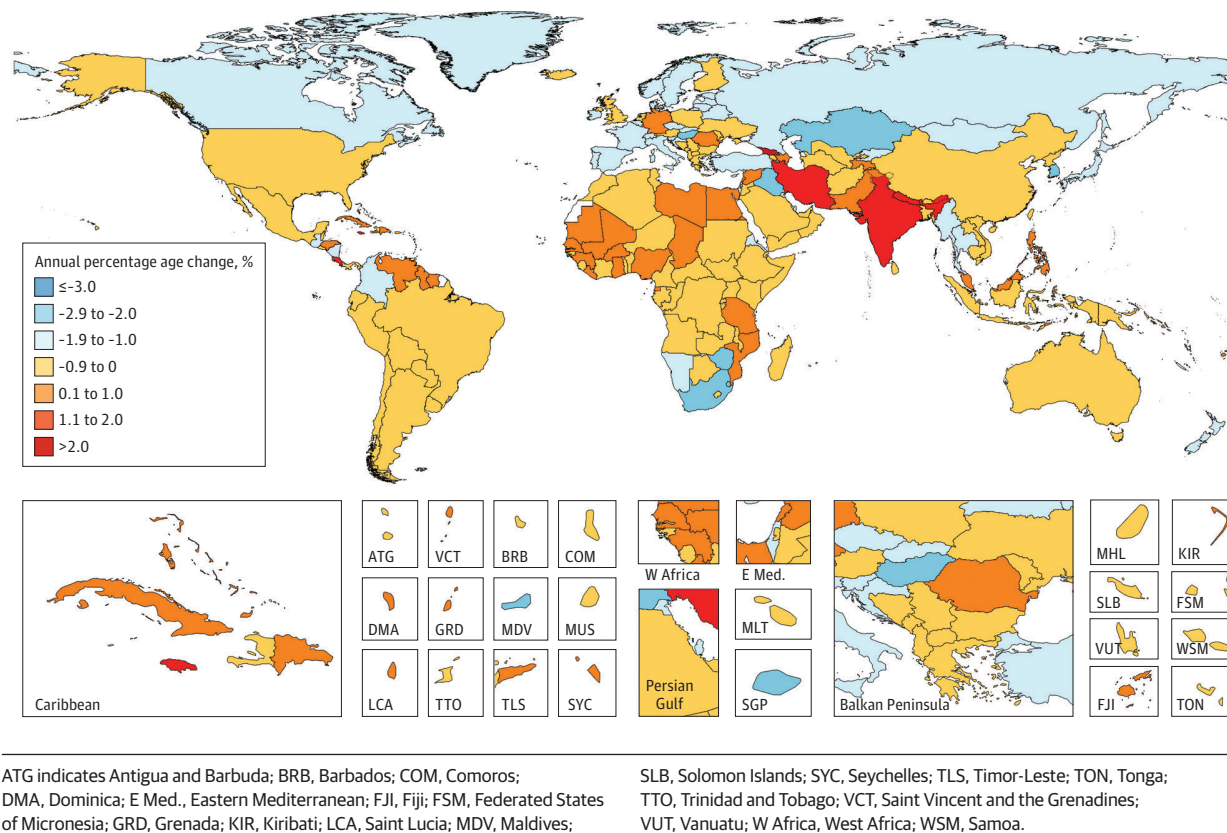 Annual percentage age change, %
≤–3.0
-2.9 to -2.0
-1.9 to -1.0
-0.9 to 0
0.1 to 1.0
1.1 to 2.0
>2.0
Caribbean
ATG
VCT
BRB
COM
DMA
GRD
MDV
MUS
LCA
TTO
TLS
SYC
W Africa
E Med.
Persian
Gulf
MLT
SGP
Balkan Peninsula
MHL
KIR
SLB
FSM
VUT
WSM
FJI
TON
ATG indicates Antigua and Barbuda; BRB, Barbados; COM, Comoros;
DMA, Dominica; E Med., Eastern Mediterranean; FJI, Fiji; FSM, Federated States
of Micronesia; GRD, Grenada; KIR, Kiribati; LCA, Saint Lucia; MDV, Maldives;
SLB, Solomon Islands; SYC, Seychelles; TLS, Timor-Leste; TON, Tonga;
TTO, Trinidad and Tobago; VCT, Saint Vincent and the Grenadines;
VUT, Vanuatu; W Africa, West Africa; WSM, Samoa.